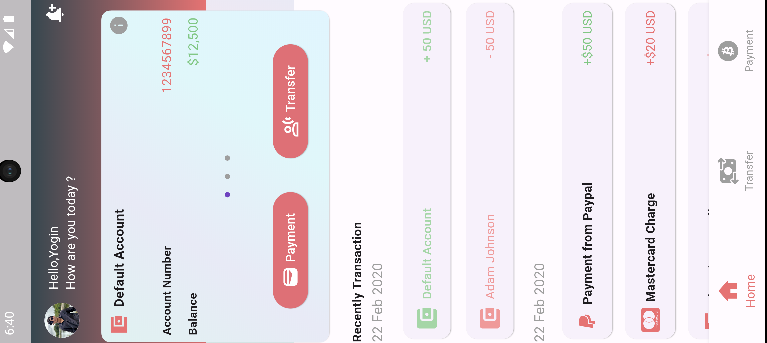 6:40
Hello,Yogin
How are you today ?
Default Account
Account Number 1234567899
Balance $12,500
Payment Transfer
Recently Transaction
22 Feb 2020
Default Account + 50 USD
Adam Johnson - 50 USD
22 Feb 2020
Payment from Paypal +$50 USD
Mastercard Charge +$20 USD
Home Transfer Payment